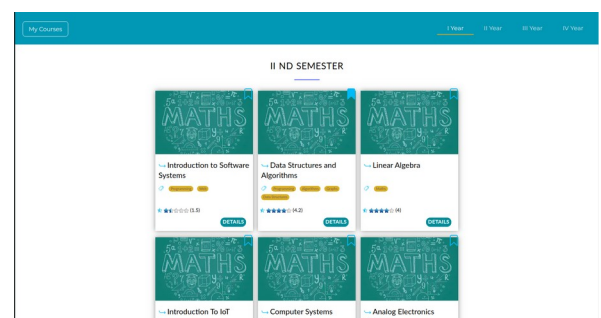 My Courses
I Year II Year III Year IV Year
II ND SEMESTER
MATHS MATHS MATHS
Introduction to Software Systems
Data Structures and Algorithms
Linear Algebra
Programming
Programming Algorithms
(1.5) (4.2) (4)
DETAILS DETAILS DETAILS
MATHS MATHS MATHS
Introduction To IoT Computer Systems Analog Electronics